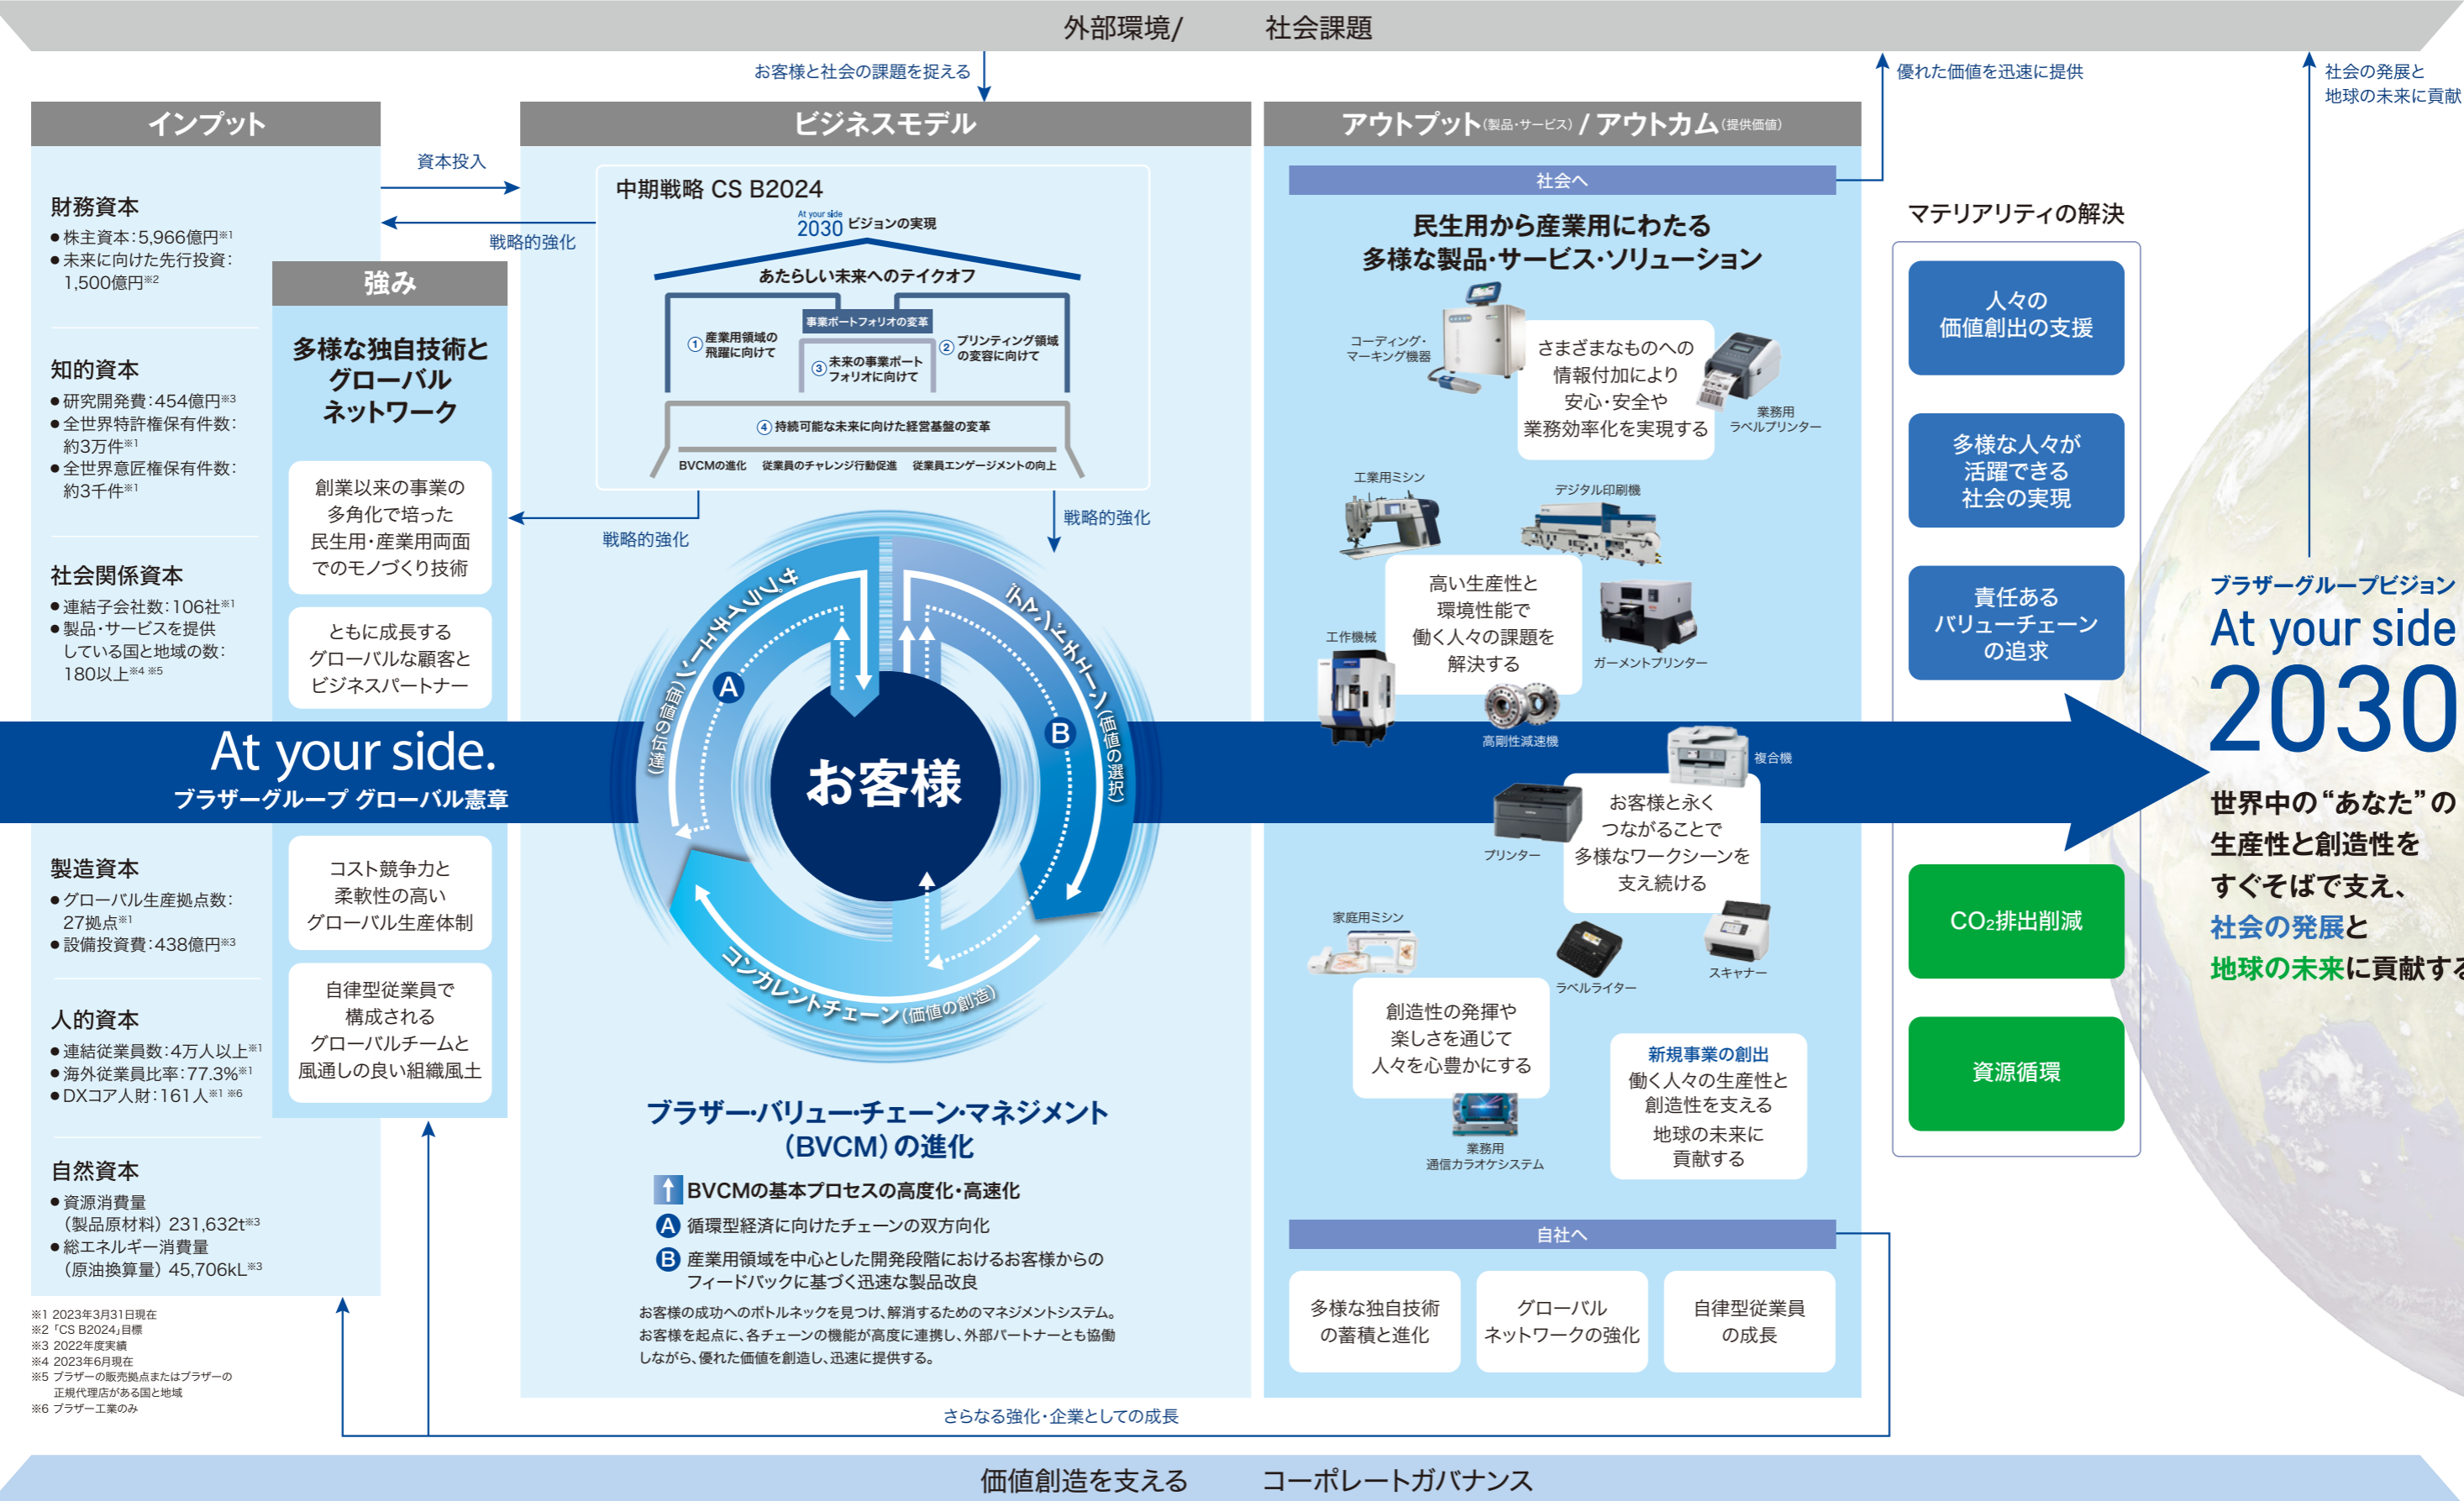 外部環境/ 社会課題
お客様と社会の課題を捉える
優れた価値を迅速に提供
社会の発展と
地球の未来に貢献
インプット
資本投入
戦略的強化
財務資本
●株主資本：5,966億円※1
●未来に向けた先行投資：
1,500億円※2
知的資本
●研究開発費：454億円※3
●全世界特許権保有件数：
約3万件※1
●全世界意匠権保有件数：
約3千件※1
社会関係資本
●連結子会社数：106社※1
●製品・サービスを提供
している国と地域の数：
180以上※4 ※5
製造資本
●グローバル生産拠点数：
27拠点※1
●設備投資費：438億円※3
人的資本
●連結従業員数：4万人以上※1
●海外従業員比率：77.3%※1
●DXコア人財：161人※1 ※6
自然資本
●資源消費量
（製品原材料）231,632t※3
●総エネルギー消費量
（原油換算量）45,706kL※3
※1 2023年3月31日現在
※2 「CS B2024」目標
※3 2022年度実績
※4 2023年6月現在
※5 ブラザーの販売拠点またはブラザーの
正規代理店がある国と地域
※6 ブラザー工業のみ
強み
多様な独自技術と
グローバル
ネットワーク
創業以来の事業の
多角化で培った
民生用・産業用両面
でのモノづくり技術
ともに成長する
グローバルな顧客と
ビジネスパートナー
コスト競争力と
柔軟性の高い
グローバル生産体制
自律型従業員で
構成される
グローバルチームと
風通しの良い組織風土
At your side.
ブラザーグループ グローバル憲章
ビジネスモデル
中期戦略 CS B2024
At your side
2030 ビジョンの実現
あたらしい未来へのテイクオフ
事業ポートフォリオの変革
①産業用領域の
飛躍に向けて
②プリンティング領域
の変容に向けて
③未来の事業ポート
フォリオに向けて
④持続可能な未来に向けた経営基盤の変革
BVCMの進化 従業員のチャレンジ行動促進 従業員エンゲージメントの向上
戦略的強化
戦略的強化
サプライチェーン（価値の伝達）
デマンドチェーン（価値の選択）
A
B
お客様
コンカレントチェーン（価値の創造）
ブラザー・バリュー・チェーン・マネジメント
（BVCM）の進化
BVCMの基本プロセスの高度化・高速化
A 循環型経済に向けたチェーンの双方向化
B 産業用領域を中心とした開発段階におけるお客様からの
フィードバックに基づく迅速な製品改良
お客様の成功へのボトルネックを見つけ、解消するためのマネジメントシステム。
お客様を起点に、各チェーンの機能が高度に連携し、外部パートナーとも協働
しながら、優れた価値を創造し、迅速に提供する。
アウトプット（製品・サービス）/ アウトカム（提供価値）
社会へ
民生用から産業用にわたる
多様な製品・サービス・ソリューション
コーディング・
マーキング機器
さまざまなものへの
情報付加により
安心・安全や
業務効率化を実現する
業務用
ラベルプリンター
工業用ミシン
デジタル印刷機
高い生産性と
環境性能で
働く人々の課題を
解決する
工作機械
ガーメントプリンター
高剛性減速機
複合機
お客様と永く
つながることで
多様なワークシーンを
支え続ける
プリンター
家庭用ミシン
ラベルライター
スキャナー
創造性の発揮や
楽しさを通じて
人々を心豊かにする
業務用
通信カラオケシステム
新規事業の創出
働く人々の生産性と
創造性を支える
地球の未来に
貢献する
自社へ
多様な独自技術
の蓄積と進化
グローバル
ネットワークの強化
自律型従業員
の成長
さらなる強化・企業としての成長
マテリアリティの解決
人々の
価値創出の支援
多様な人々が
活躍できる
社会の実現
責任ある
バリューチェーン
の追求
CO2排出削減
資源循環
ブラザーグループビジョン
At your side
2030
世界中の“あなた”の
生産性と創造性を
すぐそばで支え、
社会の発展と
地球の未来に貢献する
価値創造を支える コーポレートガバナンス